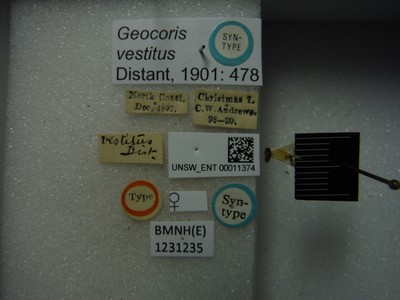 Geocoris
vestitus
Distant, 1901: 478
SYN-
TYPE
North Coast.
Dec. 1897.
Christmas I.
C.W. Andrews.
98-20.
Vestitus
Dist.
UNSW_ENT 00011374
Type
♀
Syn-
type
BMNH(E)
1231235